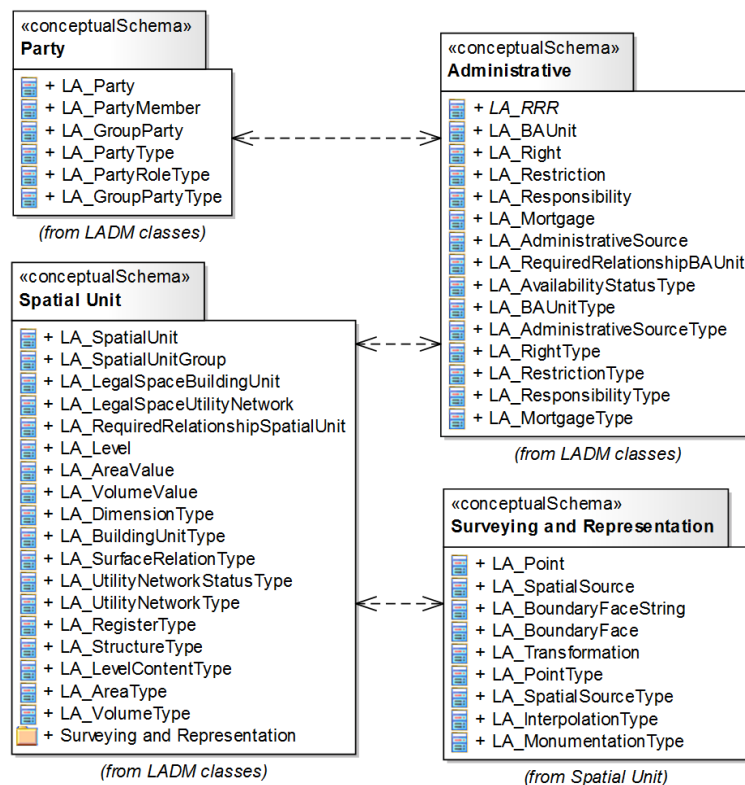 «conceptualSchema»
Party
+ LA_Party
+ LA_PartyMember
+ LA_GroupParty
+ LA_PartyType
+ LA_PartyRoleType
+ LA_GroupPartyType
(from LADM classes)
«conceptualSchema»
Administrative
+ LA_RRR
+ LA_BAUnit
+ LA_Right
+ LA_Restriction
+ LA_Responsibility
+ LA_Mortgage
+ LA_AdministrativeSource
+ LA_RequiredRelationshipBAUnit
+ LA_AvailabilityStatusType
+ LA_BAUnitType
+ LA_AdministrativeSourceType
+ LA_RightType
+ LA_RestrictionType
+ LA_ResponsibilityType
+ LA_MortgageType
(from LADM classes)
«conceptualSchema»
Spatial Unit
+ LA_SpatialUnit
+ LA_SpatialUnitGroup
+ LA_LegalSpaceBuildingUnit
+ LA_LegalSpaceUtilityNetwork
+ LA_RequiredRelationshipSpatialUnit
+ LA_Level
+ LA_AreaValue
+ LA_VolumeValue
+ LA_DimensionType
+ LA_BuildingUnitType
+ LA_SurfaceRelationType
+ LA_UtilityNetworkStatusType
+ LA_UtilityNetworkType
+ LA_RegisterType
+ LA_StructureType
+ LA_LevelContentType
+ LA_AreaType
+ LA_VolumeType
+ Surveying and Representation
(from LADM classes)
«conceptualSchema»
Surveying and Representation
+ LA_Point
+ LA_SpatialSource
+ LA_BoundaryFaceString
+ LA_BoundaryFace
+ LA_Transformation
+ LA_PointType
+ LA_SpatialSourceType
+ LA_InterpolationType
+ LA_MonumentationType
(from Spatial Unit)